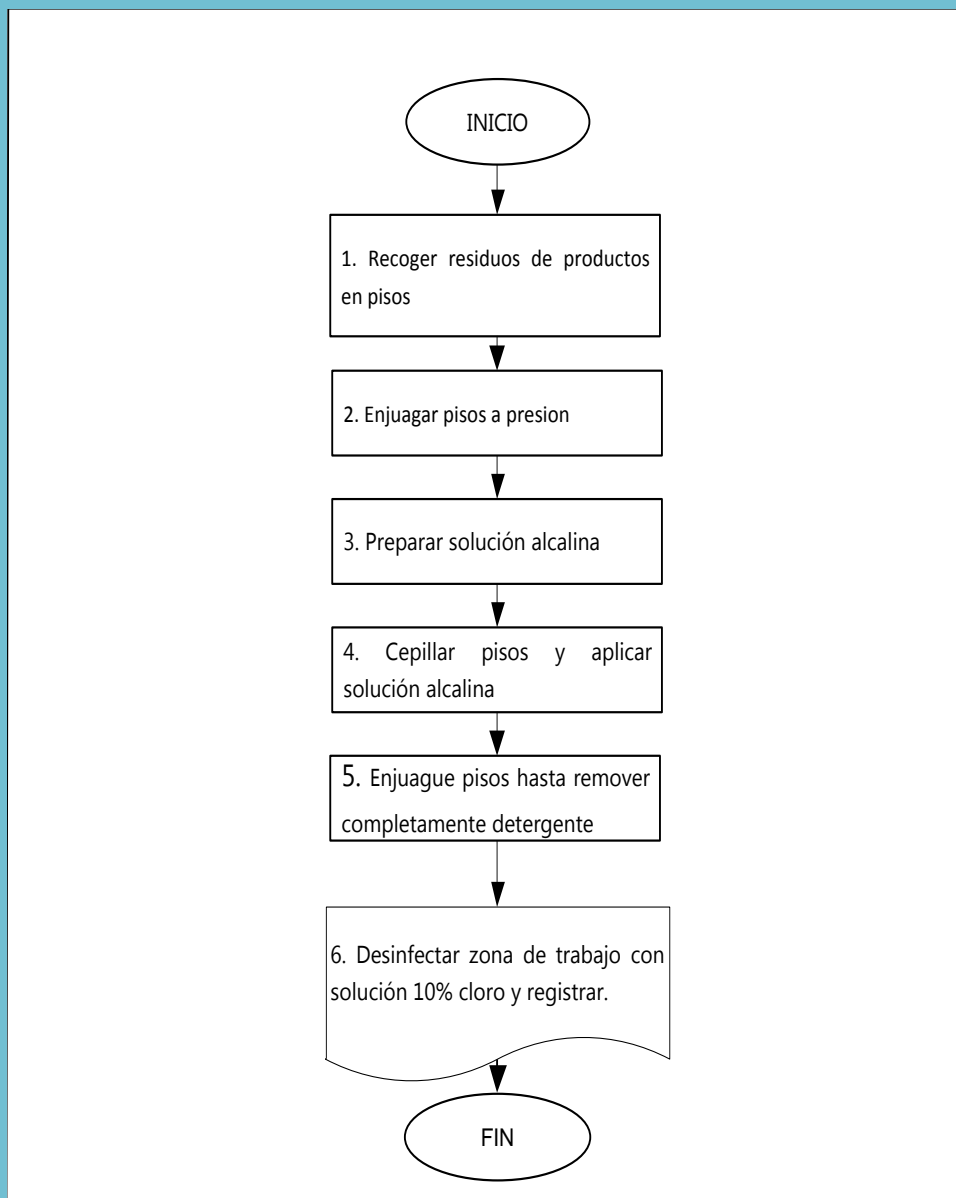 INICIO
1. Recoger residuos de productos
en pisos
2. Enjuagar pisos a presion
3. Preparar solución alcalina
4. Cepillar pisos y aplicar
solución alcalina
5. Enjuague pisos hasta remover
completamente detergente
6. Desinfectar zona de trabajo con
solución 10% cloro y registrar.
FIN